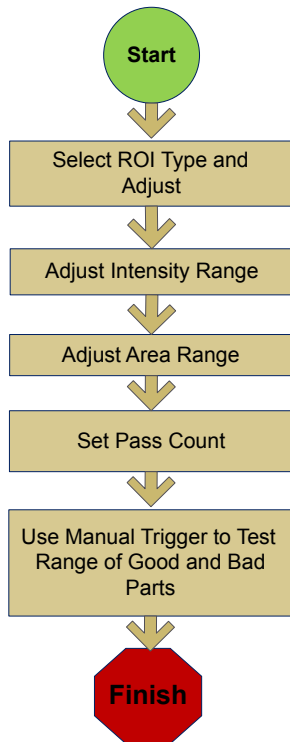 Start
Select ROI Type and
Adjust
Adjust Intensity Range
Adjust Area Range
Set Pass Count
Use Manual Trigger to Test
Range of Good and Bad
Parts
Finish